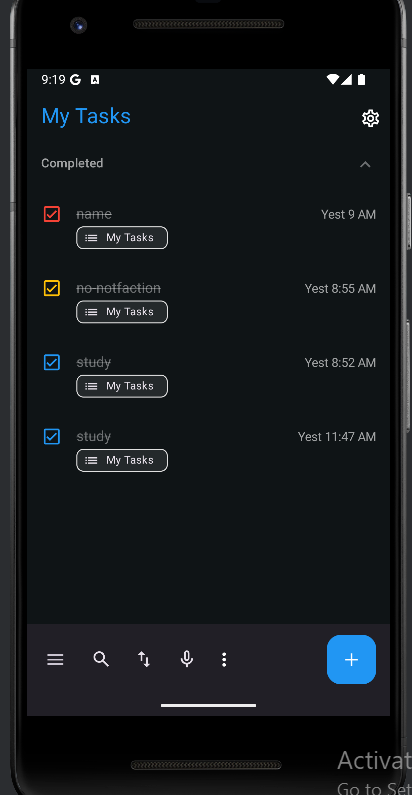 9:19 G A
My Tasks
Completed
name Yest 9 AM
My Tasks
no-notfaction Yest 8:55 AM
My Tasks
study Yest 8:52 AM
My Tasks
study Yest 11:47 AM
My Tasks
Activat
Go to Set